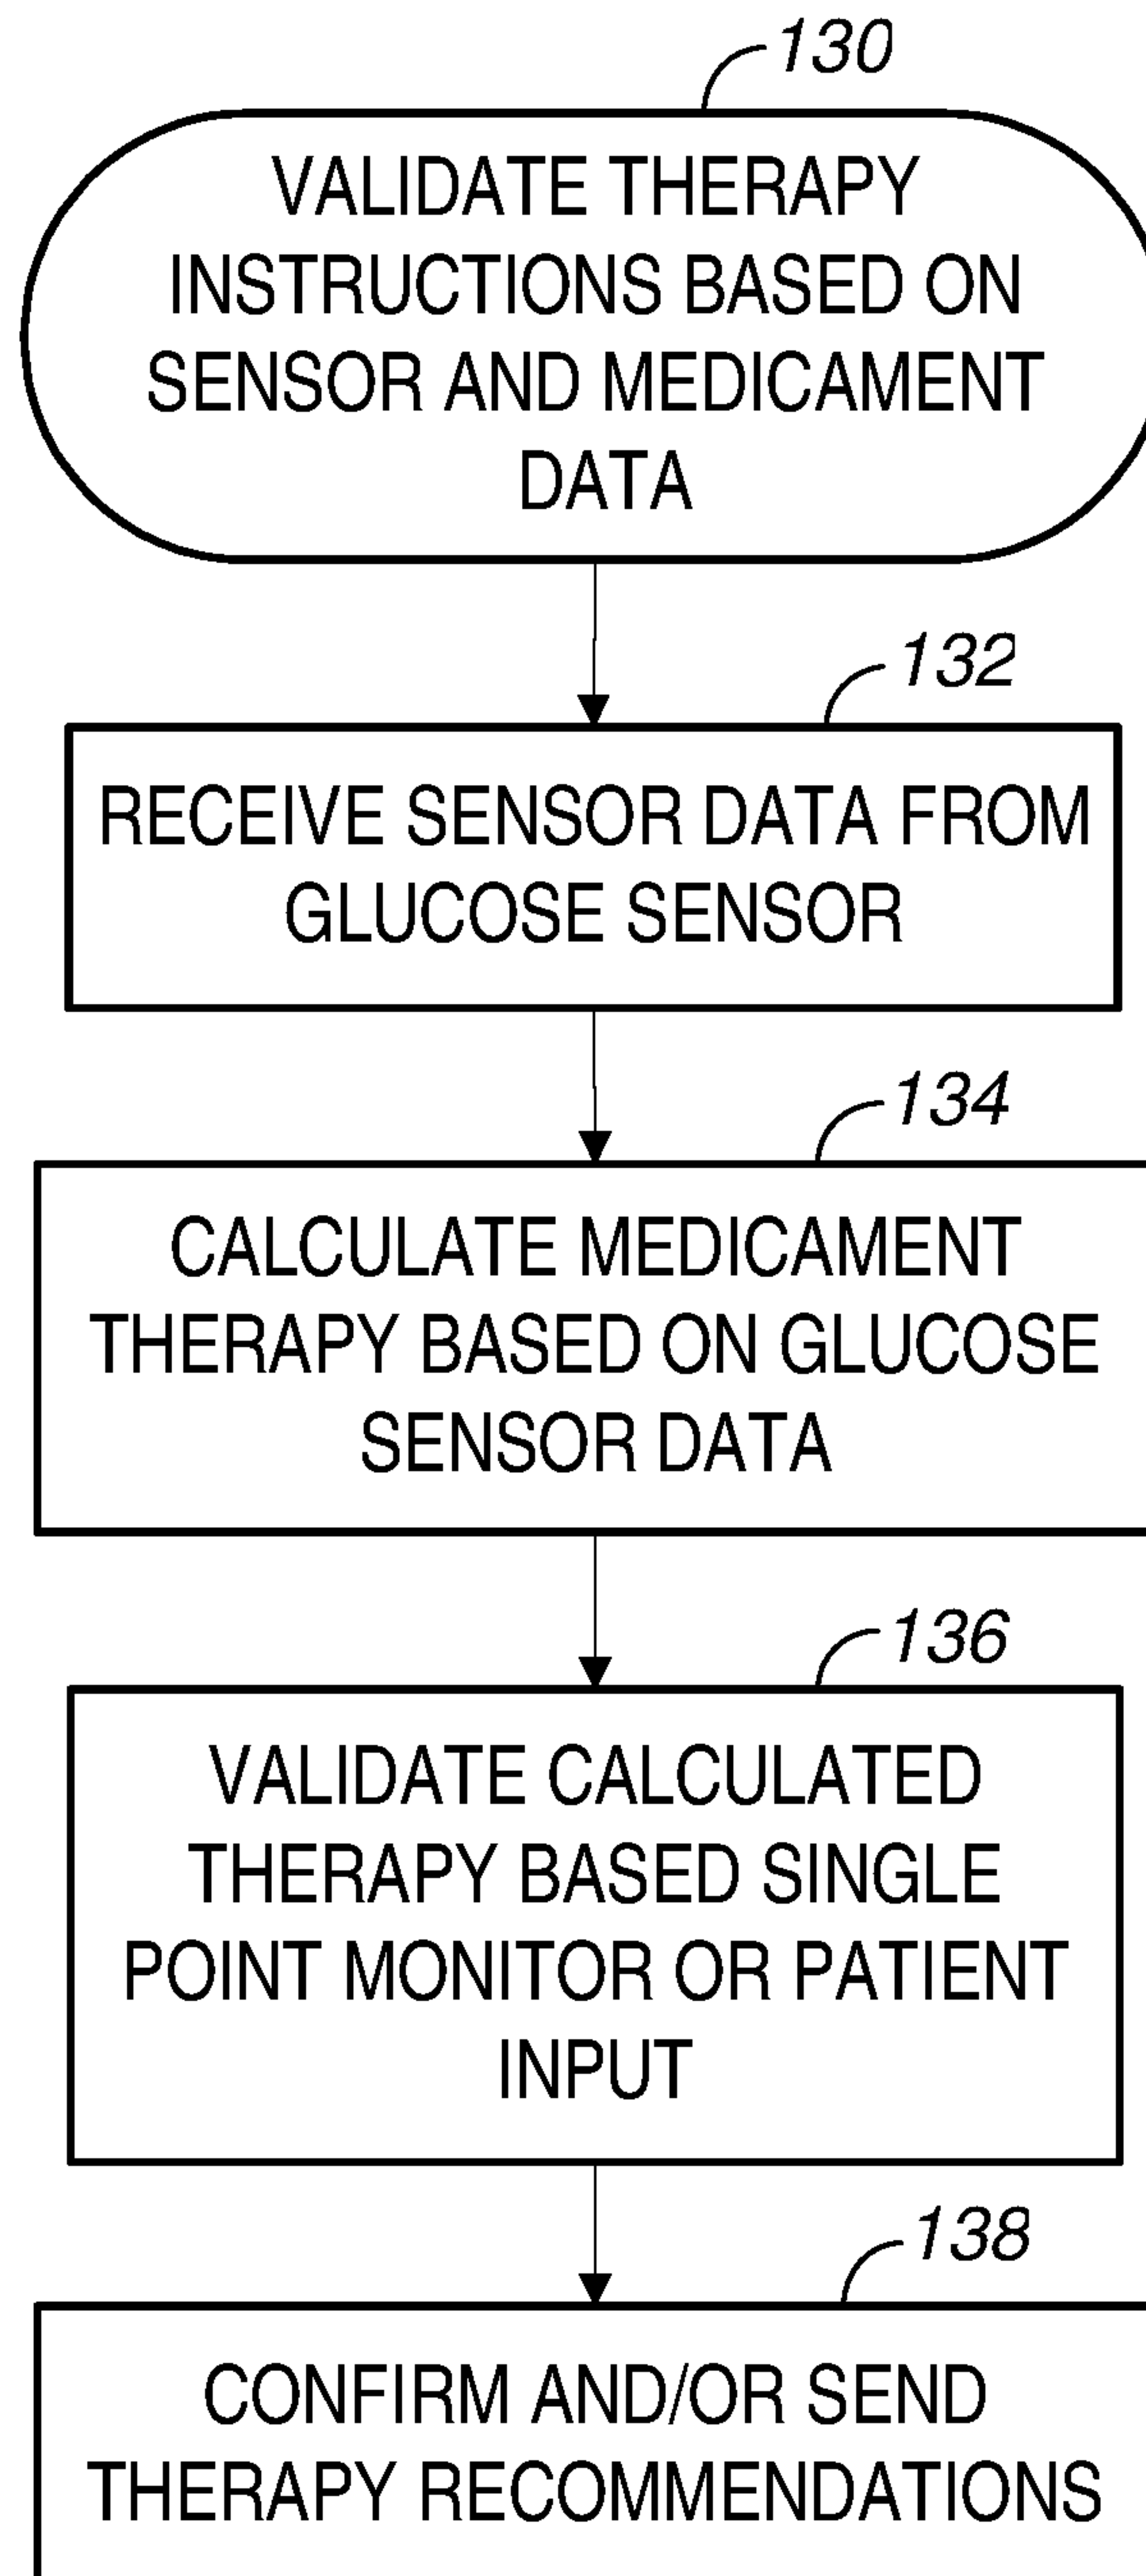 130
VALIDATE THERAPY
INSTRUCTIONS BASED ON
SENSOR AND MEDICAMENT
DATA
132
RECEIVE SENSOR DATA FROM
GLUCOSE SENSOR
134
CALCULATE MEDICAMENT
THERAPY BASED ON GLUCOSE
SENSOR DATA
136
VALIDATE CALCULATED
THERAPY BASED SINGLE
POINT MONITOR OR PATIENT
INPUT
138
CONFIRM AND/OR SEND
THERAPY RECOMMENDATIONS